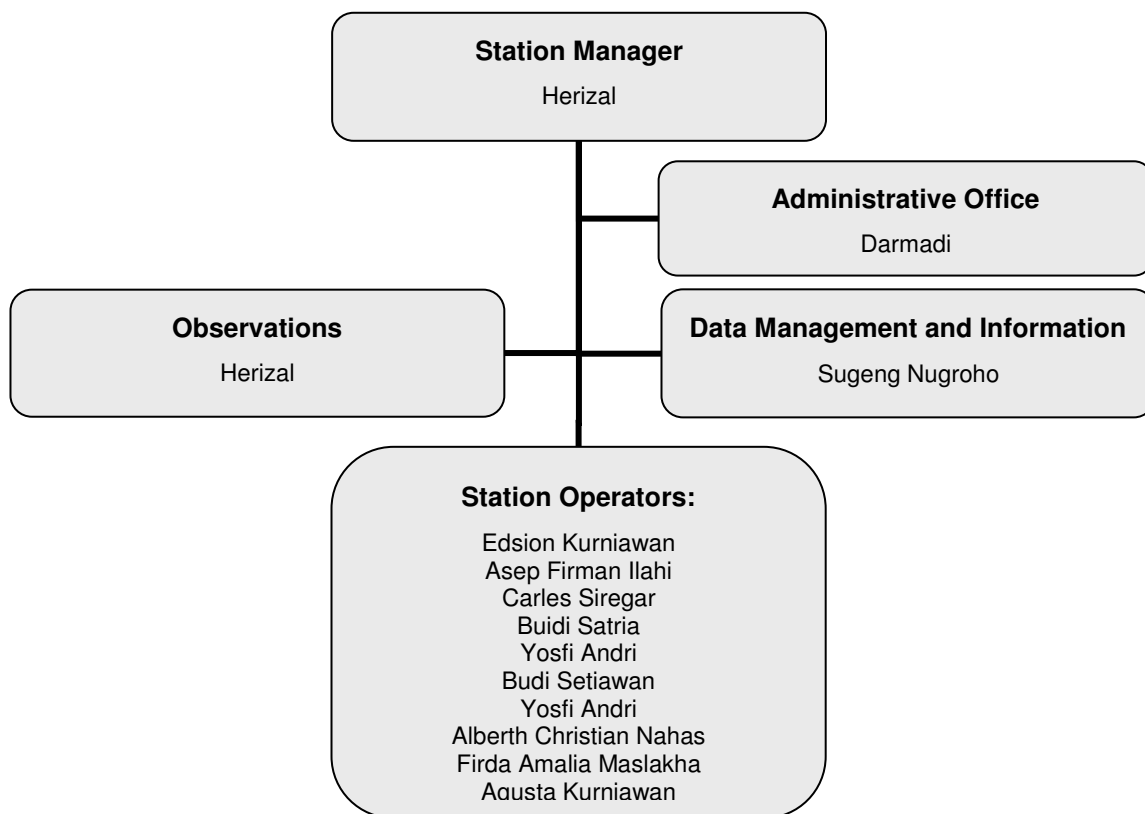 Station Manager
Herizal
Administrative Office
Darmadi
Observations
Herizal
Data Management and Information
Sugeng Nugroho
Station Operators:
Edsion Kurniawan
Asep Firman Ilahi
Carles Siregar
Buidi Satria
Yosfi Andri
Budi Setiawan
Yosfi Andri
Alberth Christian Nahas
Firda Amalia Maslakha
Agusta Kurniawan